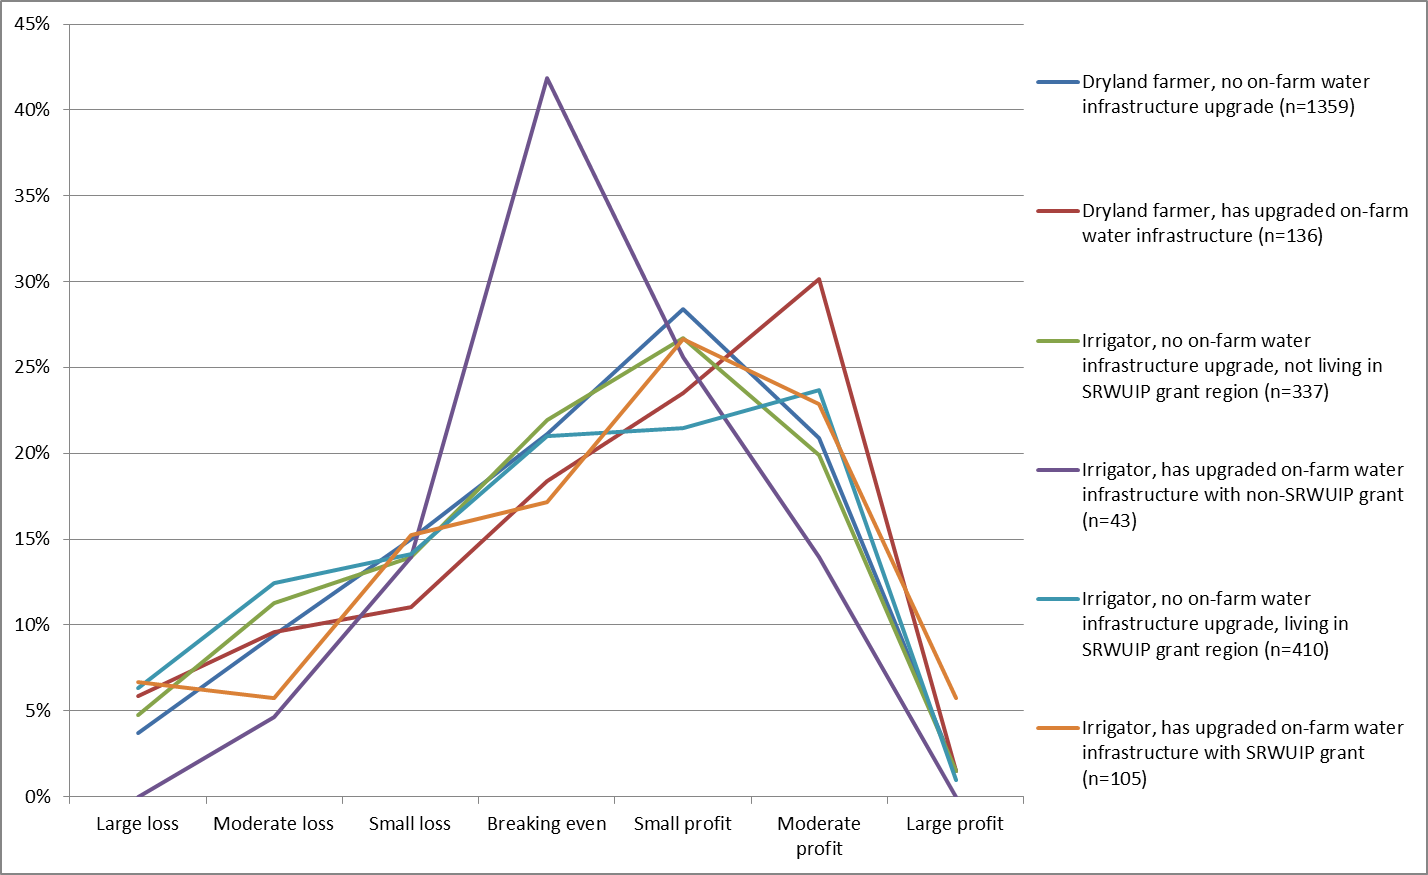 45%
40%
35%
30%
25%
20%
15%
10%
5%
0%
Large loss
Moderate loss
Small loss
Breaking even
Small profit
Moderate
profit
Large profit
Dryland farmer, no on-farm water
infrastructure upgrade (n=1359)
Dryland farmer, has upgraded on-farm
water infrastructure (n=136)
Irrigator, no on-farm water
infrastructure upgrade, not living in
SRWUIP grant region (n=337)
Irrigator, has upgraded on-farm water
infrastructure with non-SRWUIP grant
(n=43)
Irrigator, no on-farm water
infrastructure upgrade, living in
SRWUIP grant region (n=410)
Irrigator, has upgraded on-farm water
infrastructure with SRWUIP grant
(n=105)